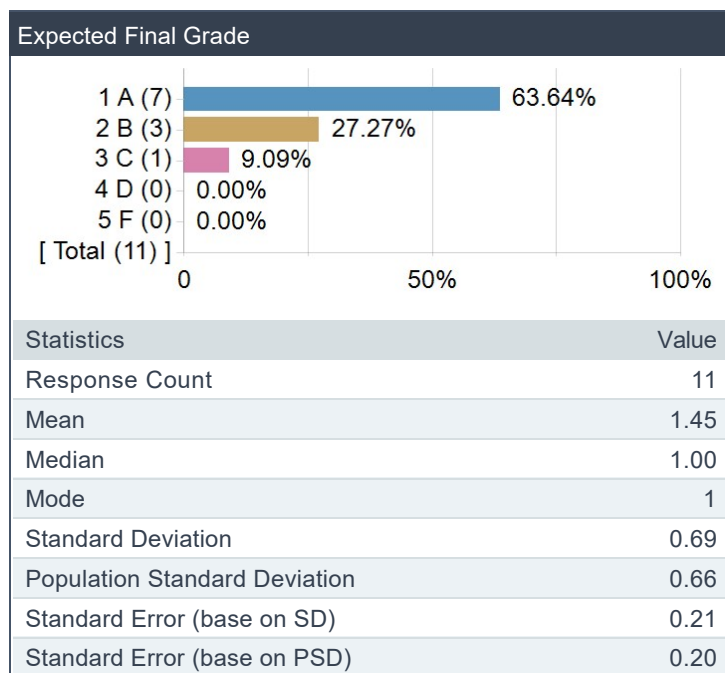 Expected Final Grade
1 A (7) 63.64%
2 B (3) 27.27%
3 C (1) 9.09%
4 D (0) 0.00%
5 F (0) 0.00%
[ Total (11) ]
0 50% 100%
Statistics Value
Response Count 11
Mean 1.45
Median 1.00
Mode 1
Standard Deviation 0.69
Population Standard Deviation 0.66
Standard Error (base on SD) 0.21
Standard Error (base on PSD) 0.20